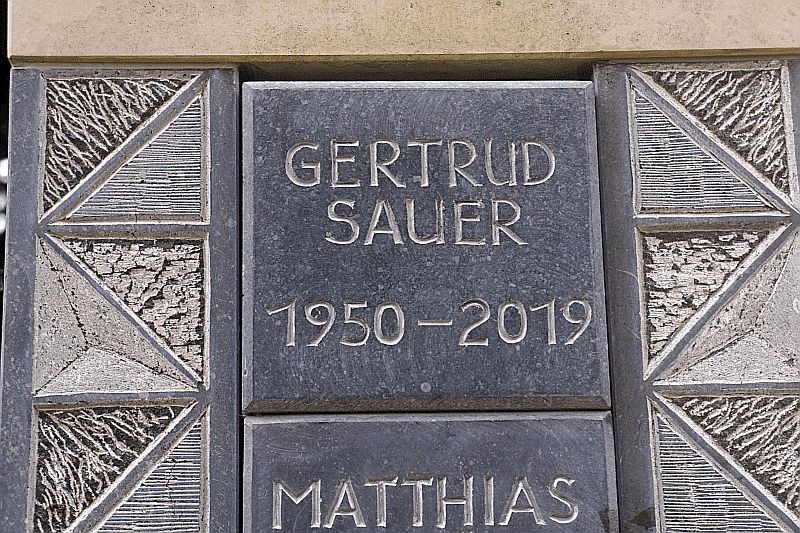 GERTRUD
SAUER
1950–2019
MATTHIAS